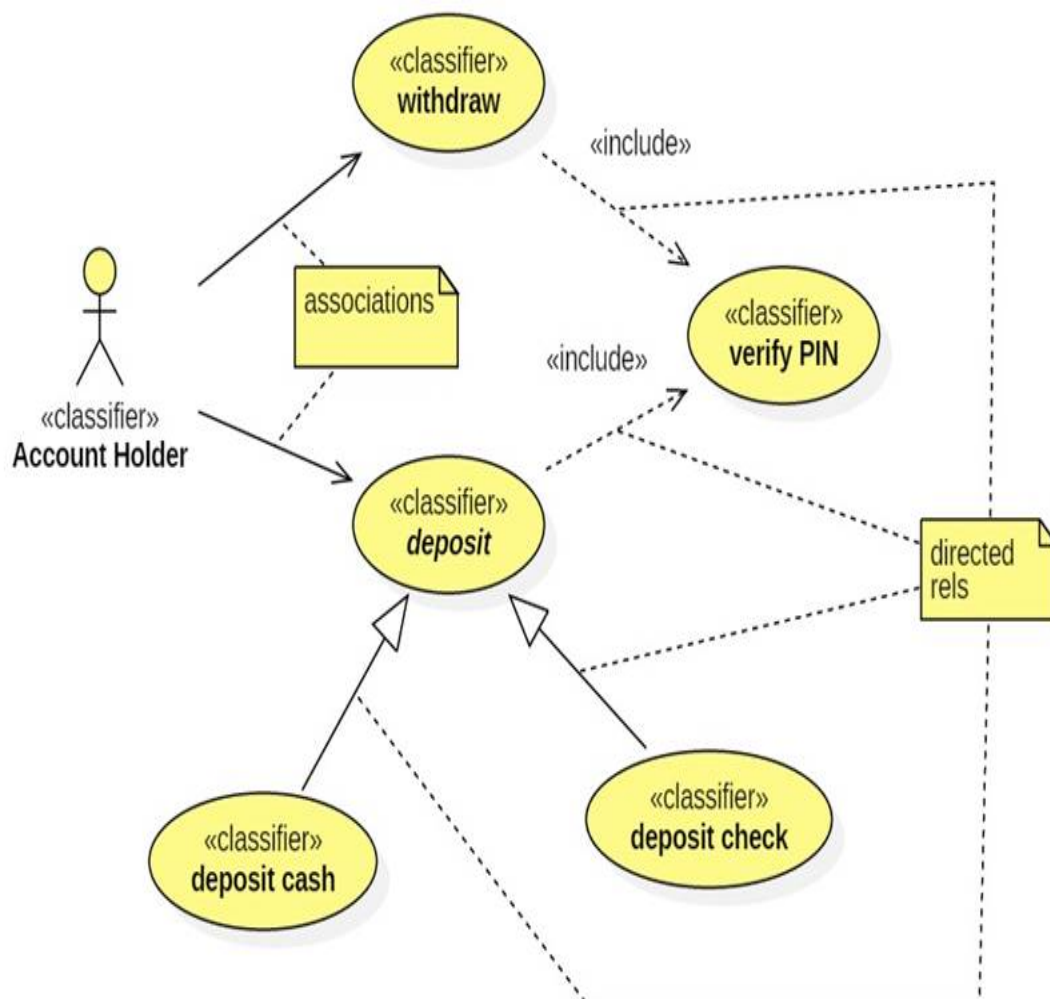 «classifier»
withdraw
«include»
associations
«classifier»
verify PIN
«include»
«classifier»
Account Holder
«classifier»
deposit
directed
rels
«classifier»
deposit check
«classifier»
deposit cash